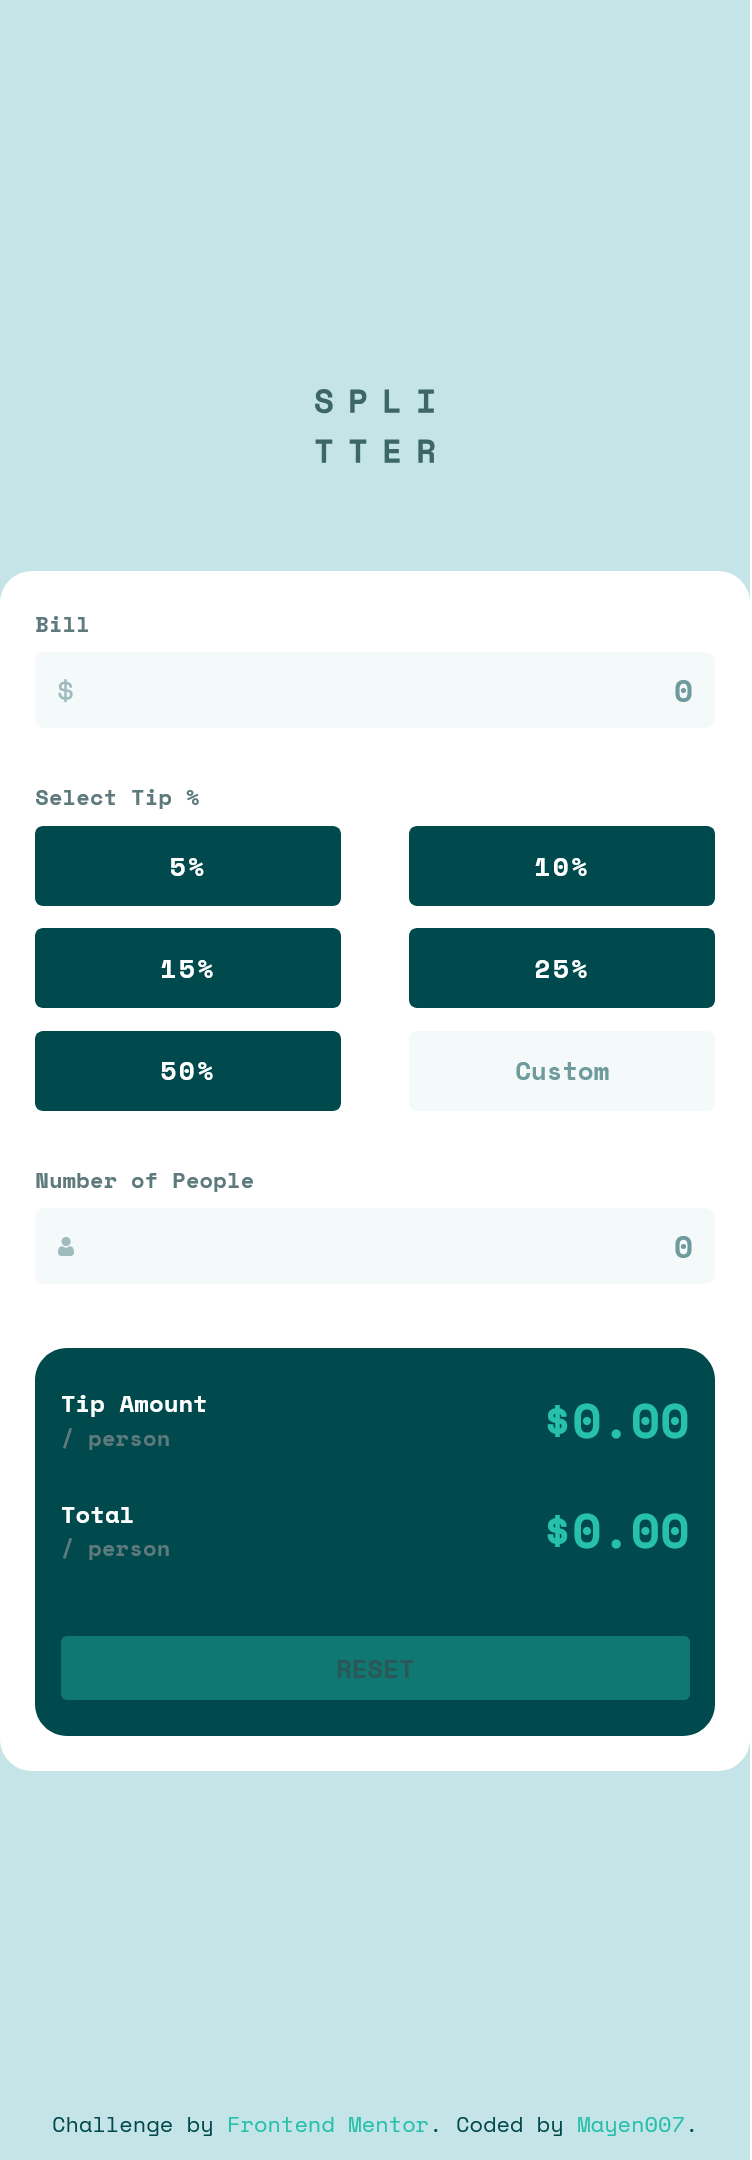 SPLI
TTER
Bill
$ 0
Select Tip %
5% 10%
15% 25%
50% Custom
Number of People
0
Tip Amount
/ person
$0.00
Total
/ person
$0.00
RESET
Challenge by Frontend Mentor. Coded by Mayen007.